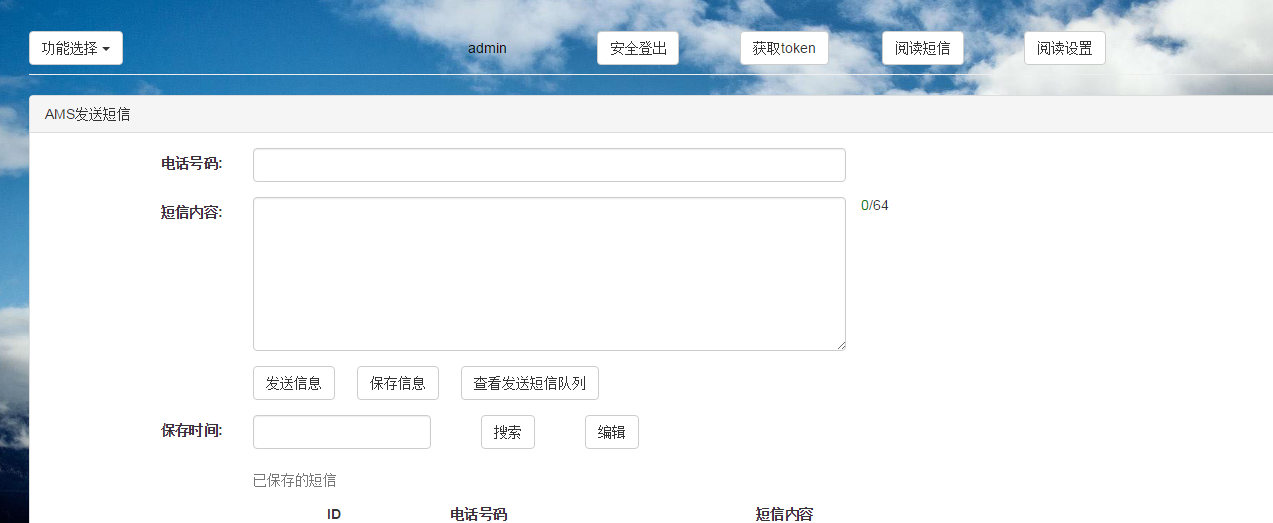 功能选择 admin 安全登出 获取token 阅读短信 阅读设置
AMS发送短信
电话号码:
短信内容: 0/64
发送信息 保存信息 查看发送短信队列
保存时间: 搜索 编辑
已保存的短信
ID 电话号码 短信内容